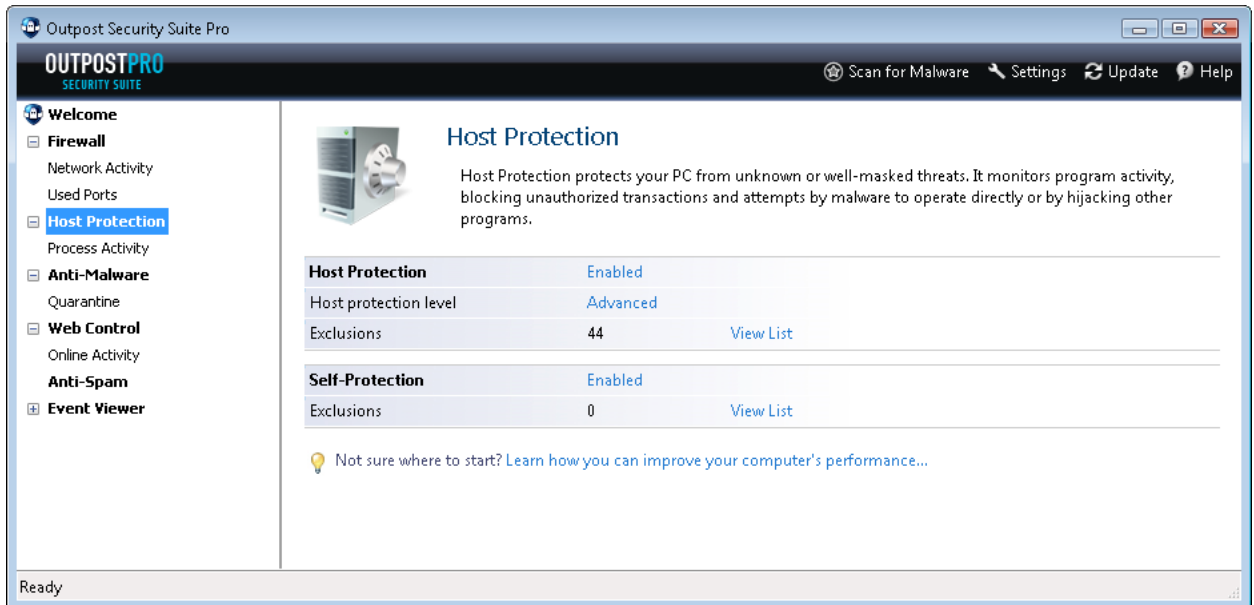 Outpost Security Suite Pro
OUTPOSTPRO
SECURITY SUITE
Scan for Malware Settings Update Help
Welcome
Firewall
Network Activity
Used Ports
Host Protection
Process Activity
Anti-Malware
Quarantine
Web Control
Online Activity
Anti-Spam
Event Viewer
Host Protection
Host Protection protects your PC from unknown or well-masked threats. It monitors program activity,
blocking unauthorized transactions and attempts by malware to operate directly or by hijacking other
programs.
Host Protection Enabled
Host protection level Advanced
Exclusions 44 View List
Self-Protection Enabled
Exclusions 0 View List
Not sure where to start? Learn how you can improve your computer's performance...
Ready